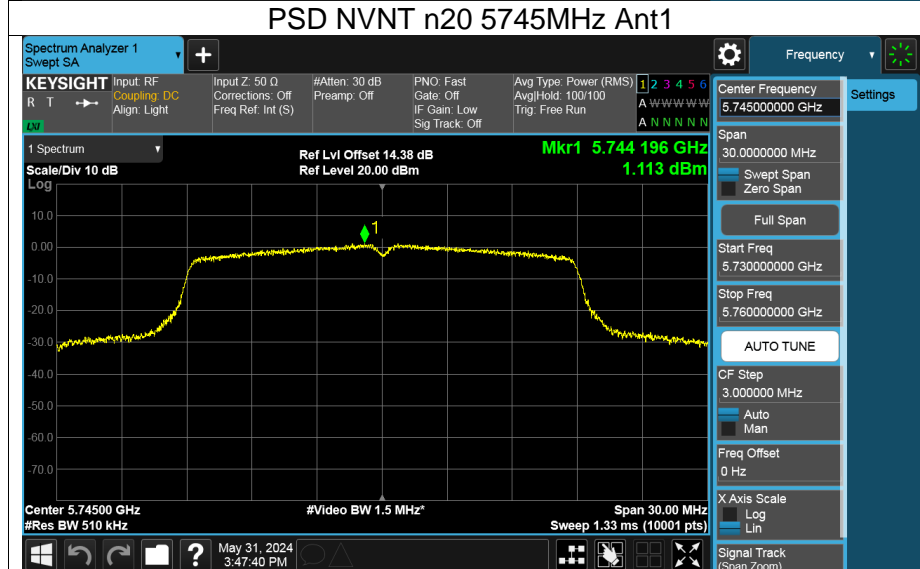 PSD NVNT n20 5745MHz Ant1
Spectrum Analyzer 1
Swept SA
+
Frequency
KEYSIGHT
R T
LXI
Input: RF
Coupling: DC
Align: Light
Input Z: 50 Ω
Corrections: Off
Freq Ref: Int (S)
#Atten: 30 dB
Preamp: Off
PNO: Fast
Gate: Off
IF Gain: Low
Sig Track: Off
Avg Type: Power (RMS)
Avg|Hold: 100/100
Trig: Free Run
1 2 3 4 5 6
A W W W W W
A N N N N N
1 Spectrum
Scale/Div 10 dB
Log
Ref Lvl Offset 14.38 dB
Ref Level 20.00 dBm
Mkr1 5.744 196 GHz
1.113 dBm
10.0
0.00
-10.0
-20.0
-30.0
-40.0
-50.0
-60.0
-70.0
1
Center 5.74500 GHz
#Res BW 510 kHz
#Video BW 1.5 MHz*
Span 30.00 MHz
Sweep 1.33 ms (10001 pts)
?
May 31, 2024
3:47:40 PM
Center Frequency
5.745000000 GHz
Settings
Span
30.0000000 MHz
Swept Span
Zero Span
Full Span
Start Freq
5.730000000 GHz
Stop Freq
5.760000000 GHz
AUTO TUNE
CF Step
3.000000 MHz
Auto
Man
Freq Offset
0 Hz
X Axis Scale
Log
Lin
Signal Track
(Span Zoom)